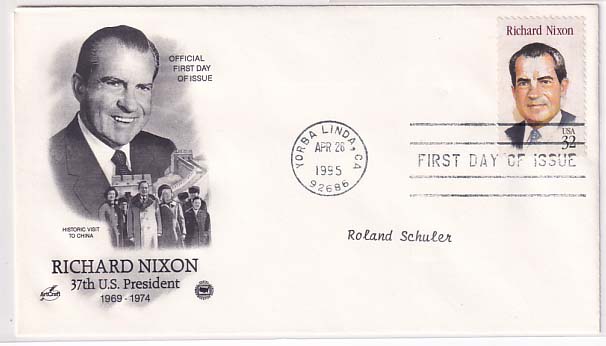 OFFICIAL
FIRST DAY
OF ISSUE
HISTORIC VISIT
TO CHINA
RICHARD NIXON
37th U.S. President
1969 - 1974
ArtCraft
YORBA LINDA, CA
APR 26
1995
92686
Richard Nixon
USA
32
FIRST DAY OF ISSUE
Roland Schuler